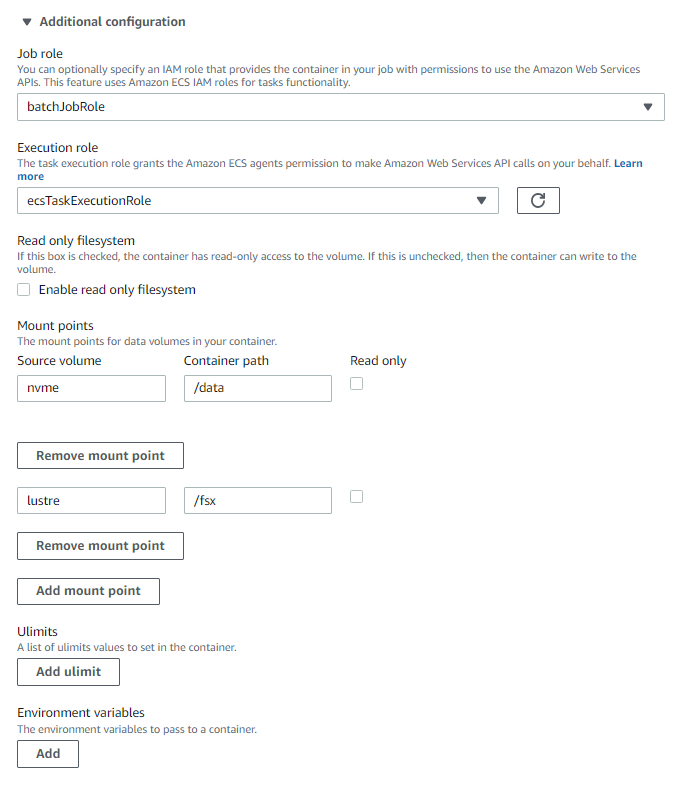 Additional configuration
Job role
You can optionally specify an IAM role that provides the container in your job with permissions to use the Amazon Web Services
APIs. This feature uses Amazon ECS IAM roles for tasks functionality.
batchJobRole
Execution role
The task execution role grants the Amazon ECS agents permission to make Amazon Web Services API calls on your behalf. Learn
more
ecsTaskExecutionRole
Read only filesystem
If this box is checked, the container has read-only access to the volume. If this is unchecked, then the container can write to the
volume.
Enable read only filesystem
Mount points
The mount points for data volumes in your container.
Source volume Container path Read only
nvme /data
Remove mount point
lustre /fsx
Remove mount point
Add mount point
Ulimits
A list of ulimits values to set in the container.
Add ulimit
Environment variables
The environment variables to pass to a container.
Add